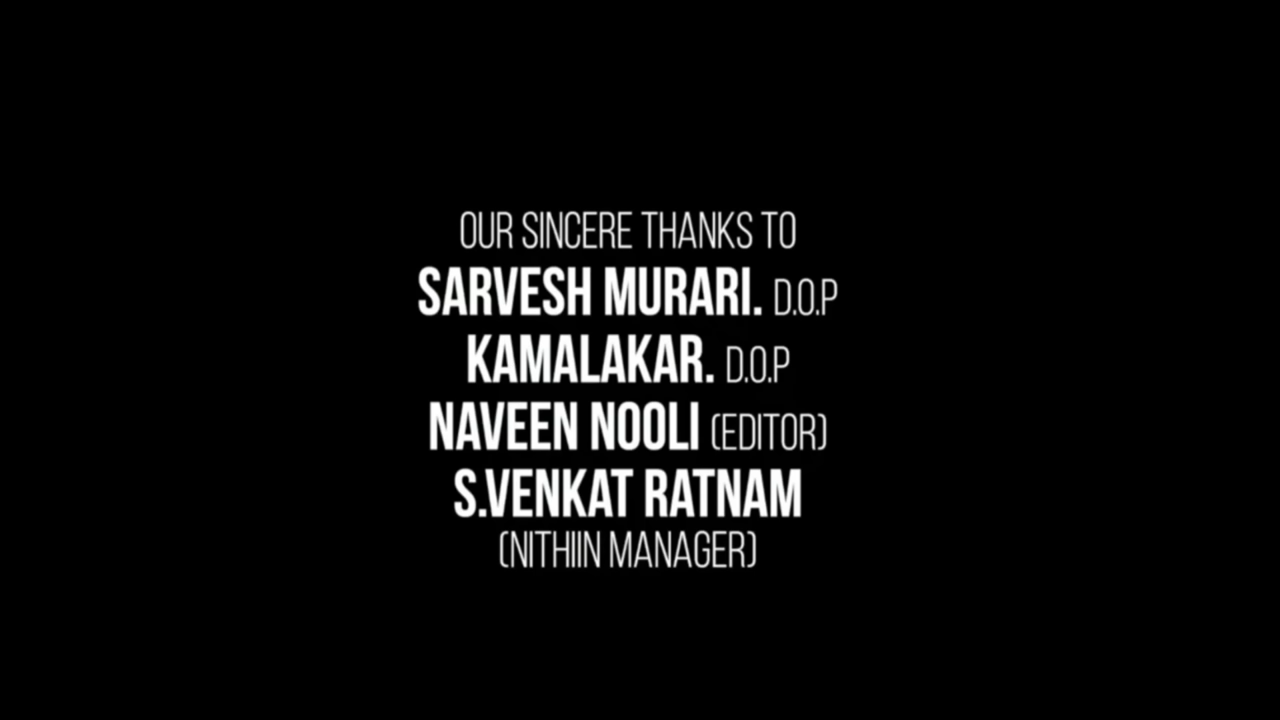 OUR SINCERE THANKS TO
SARVESH MURARI. D.O.P
KAMALAKAR. D.O.P
NAVEEN NOOLI (EDITOR)
S.VENKAT RATNAM
(NITHIIN MANAGER)